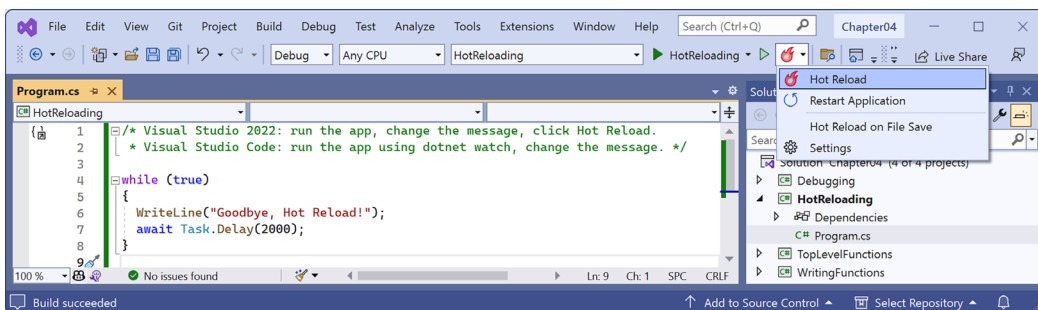 File Edit View Git Project Build Debug Test Analyze Tools Extensions Window Help Search (Ctrl+Q) Chapter04
Debug Any CPU HotReloading HotReloading Live Share
Hot Reload
Restart Application
Hot Reload on File Save
Settings
Program.cs
HotReloading
1 /* Visual Studio 2022: run the app, change the message, click Hot Reload.
2 * Visual Studio Code: run the app using dotnet watch, change the message. */
3
4 while (true)
5 {
6 WriteLine("Goodbye, Hot Reload!");
7 await Task.Delay(2000);
8 }
9
100 % No issues found Ln: 9 Ch: 1 SPC CRLF
Solut
Sear
Solution 'Chapter04' (4 of 4 projects)
C# Debugging
C# HotReloading
Dependencies
C# Program.cs
C# TopLevelFunctions
C# WritingFunctions
Build succeeded Add to Source Control Select Repository